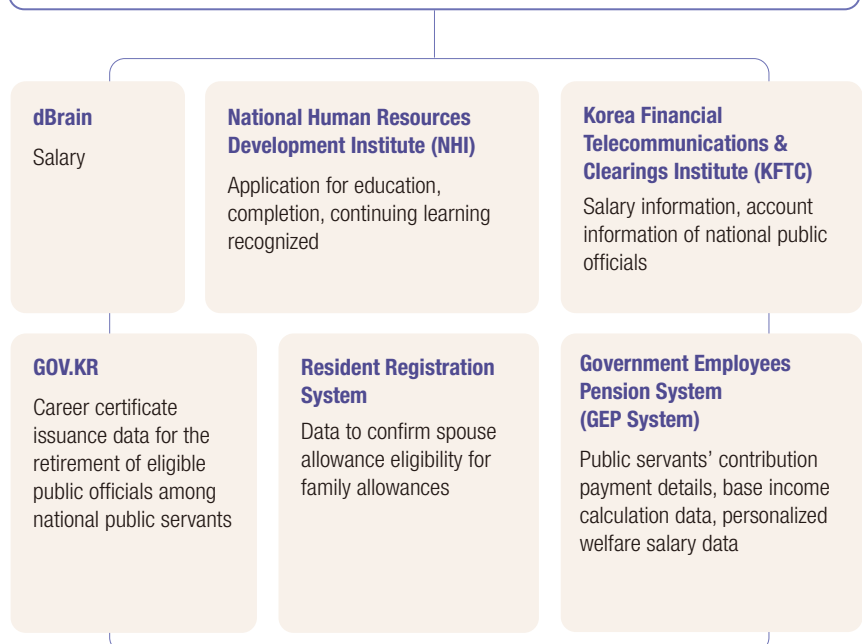 dBrain
Salary
National Human Resources
Development Institute (NHI)
Application for education,
completion, continuing learning
recognized
Korea Financial
Telecommunications &
Clearings Institute (KFTC)
Salary information, account
information of national public
officials
GOV.KR
Career certificate
issuance data for the
retirement of eligible
public officials among
national public servants
Resident Registration
System
Data to confirm spouse
allowance eligibility for
family allowances
Government Employees
Pension System
(GEP System)
Public servants’ contribution
payment details, base income
calculation data, personalized
welfare salary data